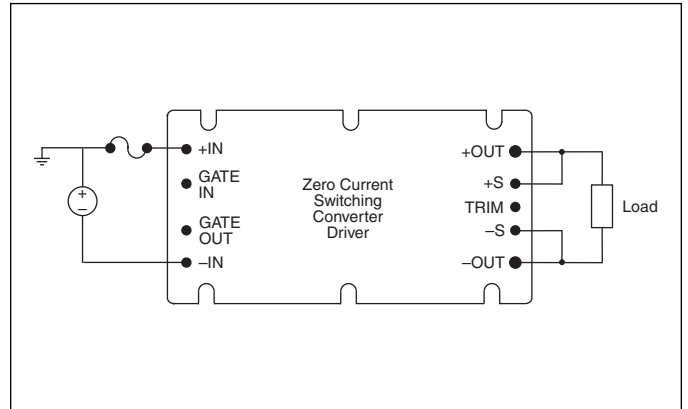 +IN
GATE
IN
GATE
OUT
–IN
Zero Current
Switching
Converter
Driver
+OUT
+S
TRIM
–S
–OUT
Load
+
–